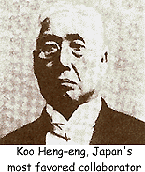 Koo Heng-eng, Japan's
most favored collaborator